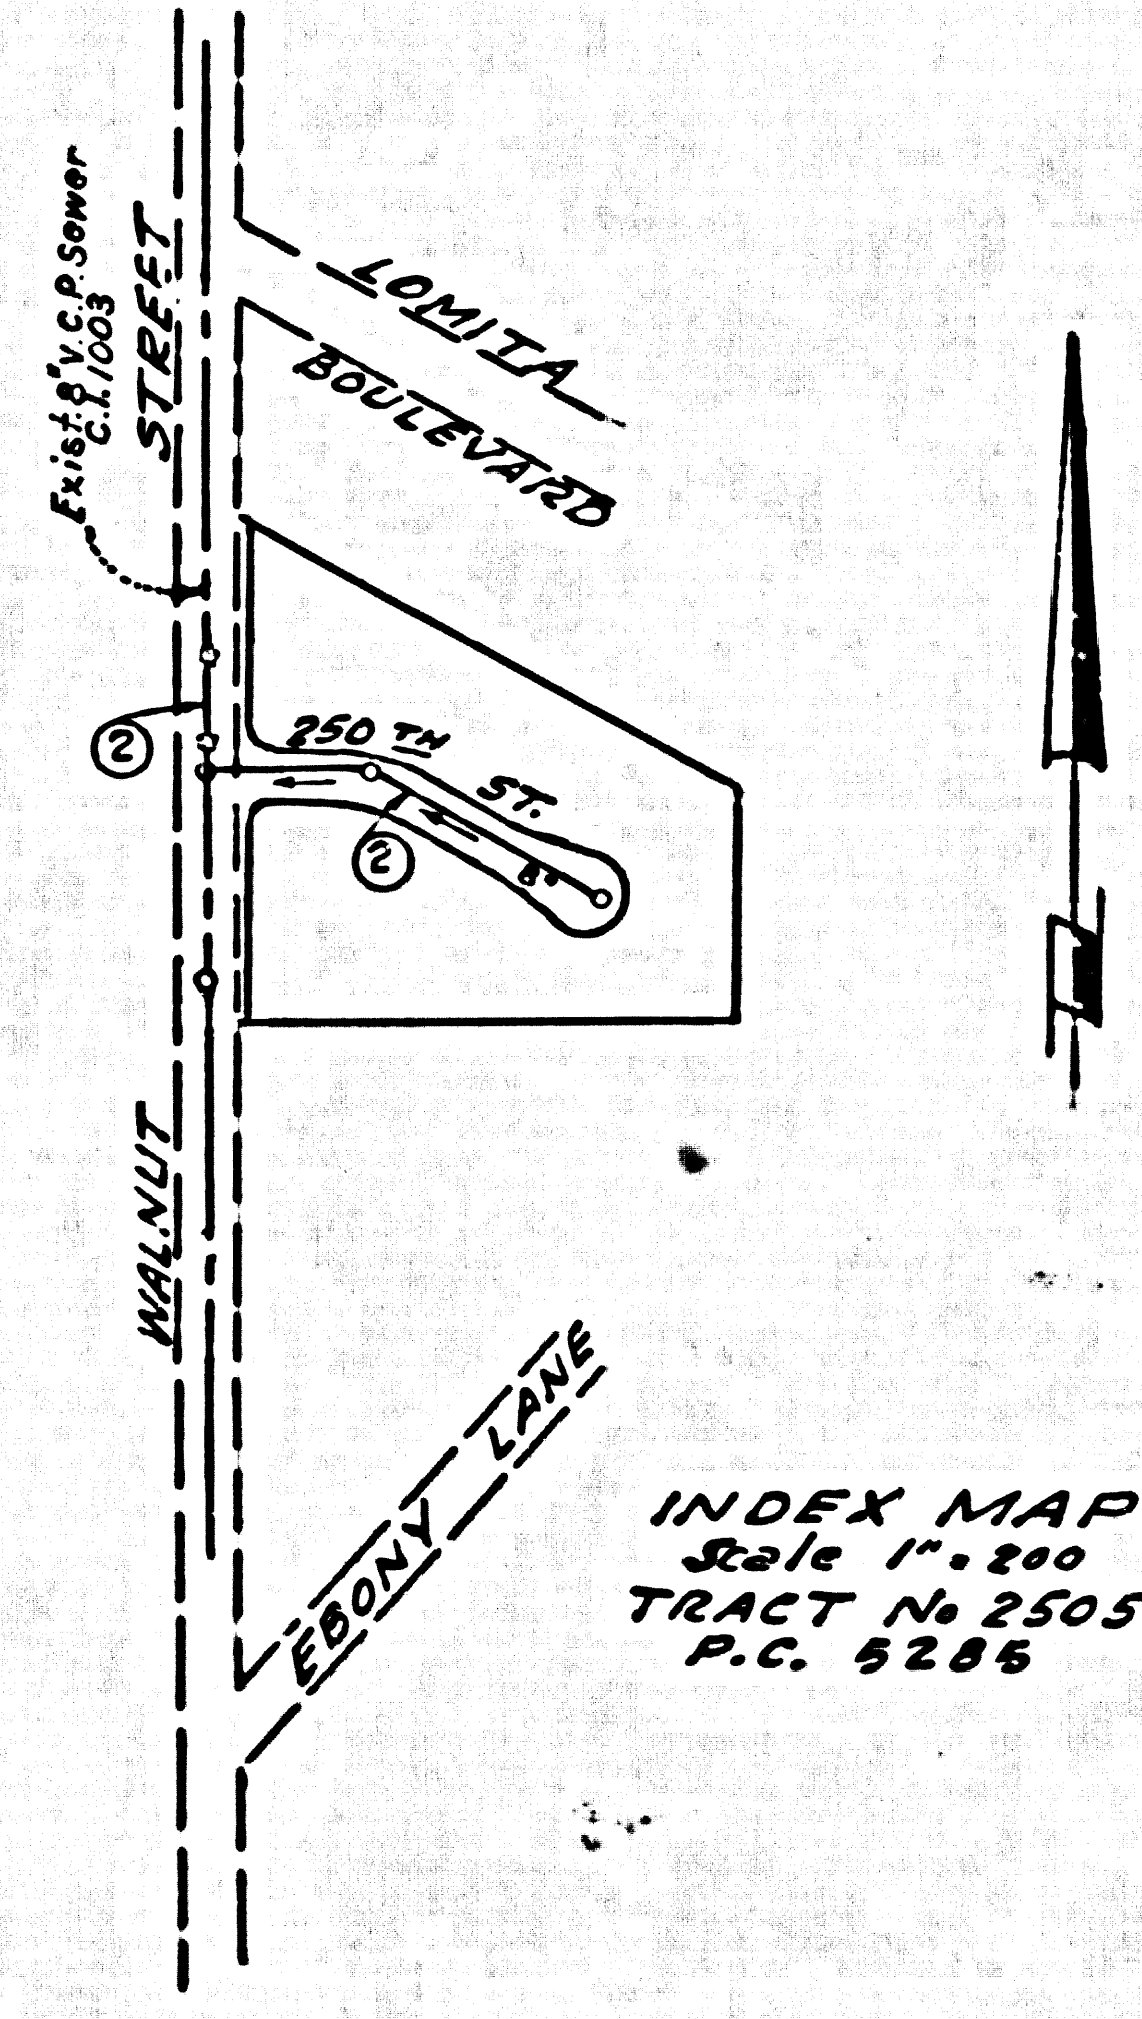 Exist. 8" V.C.P. Sewer
C.I. 1003
STREET
LOMITA
BOULEVARD
250 TH
ST.
2
2
8"
WALNUT
EBONY LANE
N
INDEX MAP
Scale 1" = 200
TRACT No 2505
P.C. 5285